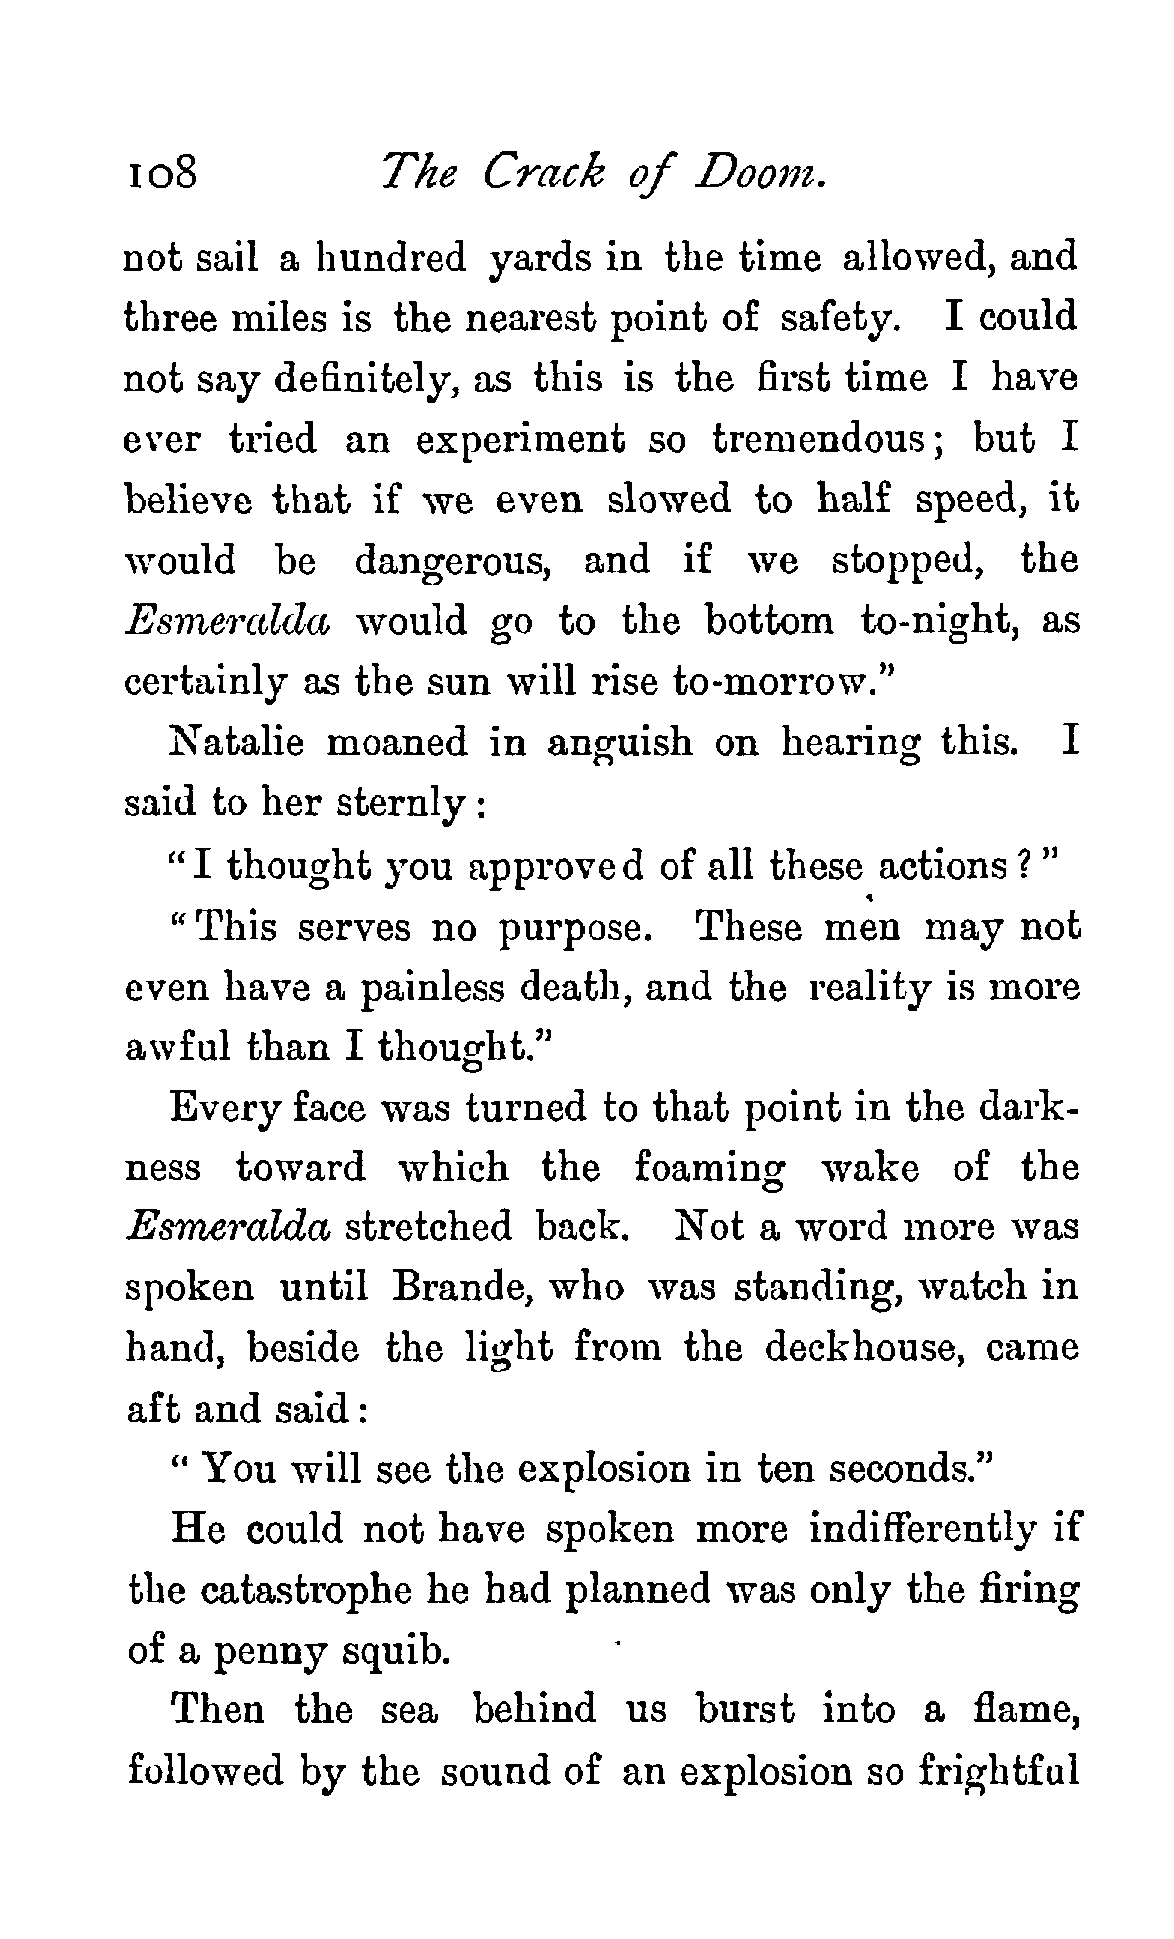 108 The Crack of Doom.
not sail a hundred yards in the time allowed, and
three miles is the nearest point of safety. I could
not say definitely, as this is the first time I have
ever tried an experiment so tremendous; but I
believe that if we even slowed to half speed, it
would be dangerous, and if we stopped, the
Esmeralda would go to the bottom to-night, as
certainly as the sun will rise to-morrow."
Natalie moaned in anguish on hearing this. I
said to her sternly:
"I thought you approved of all these actions?"
"This serves no purpose. These men may not
even have a painless death, and the reality is more
awful than I thought."
Every face was turned to that point in the dark-
ness toward which the foaming wake of the
Esmeralda stretched back. Not a word more was
spoken until Brande, who was standing, watch in
hand, beside the light from the deckhouse, came
aft and said:
"You will see the explosion in ten seconds."
He could not have spoken more indifferently if
the catastrophe he had planned was only the firing
of a penny squib.
Then the sea behind us burst into a flame,
followed by the sound of an explosion so frightful